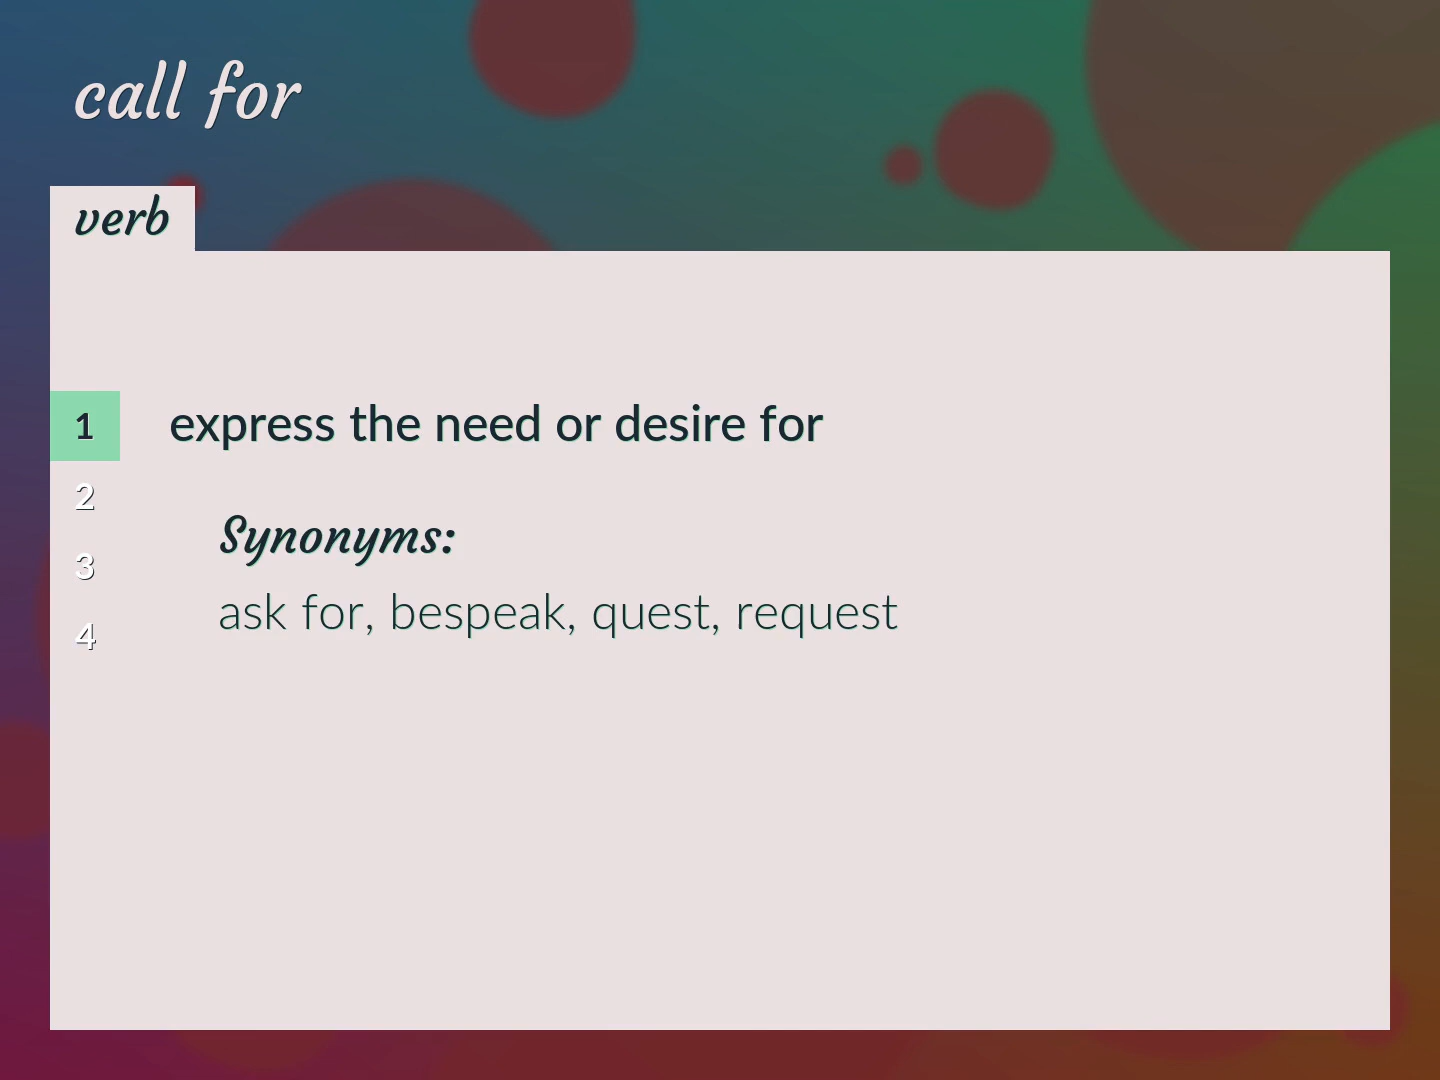 call for
verb
1 express the need or desire for
2
Synonyms:
3
ask for, bespeak, quest, request
4